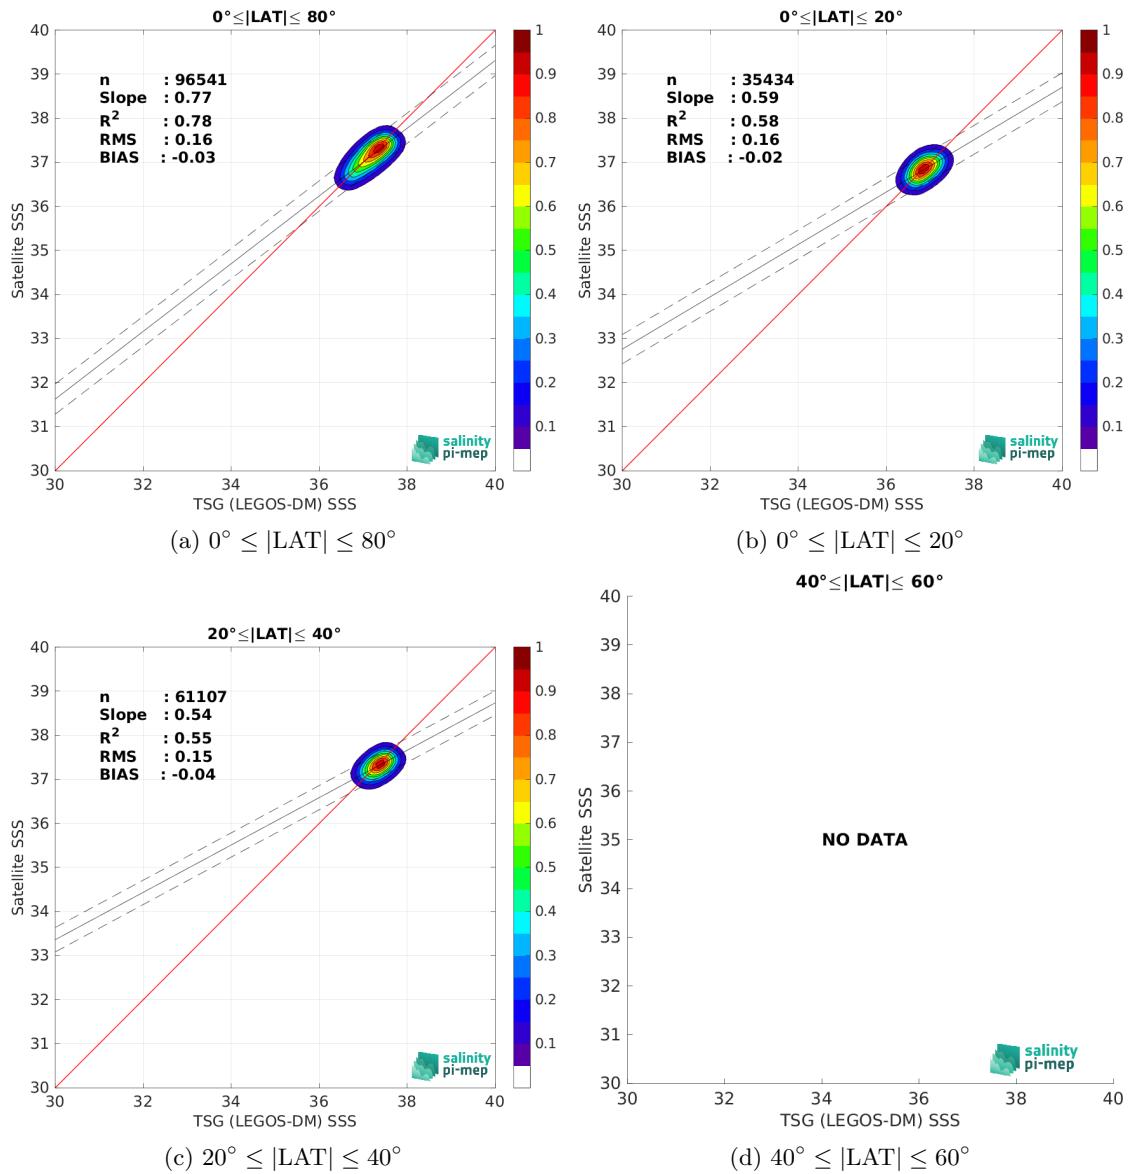 0°≤|LAT|≤ 80°
40
39
38
37
36
35
34
33
32
31
30
Satellite SSS
n : 96541
Slope : 0.77
R2 : 0.78
RMS : 0.16
BIAS : -0.03
1
0.9
0.8
0.7
0.6
0.5
0.4
0.3
0.2
0.1
salinity
pi-mep
30 32 34 36 38 40
TSG (LEGOS-DM) SSS
(a) 0° ≤ |LAT| ≤ 80°
0°≤|LAT|≤ 20°
40
39
38
37
36
35
34
33
32
31
30
Satellite SSS
n : 35434
Slope : 0.59
R2 : 0.58
RMS : 0.16
BIAS : -0.02
1
0.9
0.8
0.7
0.6
0.5
0.4
0.3
0.2
0.1
salinity
pi-mep
30 32 34 36 38 40
TSG (LEGOS-DM) SSS
(b) 0° ≤ |LAT| ≤ 20°
20°≤|LAT|≤ 40°
40
39
38
37
36
35
34
33
32
31
30
Satellite SSS
n : 61107
Slope : 0.54
R2 : 0.55
RMS : 0.15
BIAS : -0.04
1
0.9
0.8
0.7
0.6
0.5
0.4
0.3
0.2
0.1
salinity
pi-mep
30 32 34 36 38 40
TSG (LEGOS-DM) SSS
(c) 20° ≤ |LAT| ≤ 40°
40°≤|LAT|≤ 60°
40
39
38
37
36
35
34
33
32
31
30
Satellite SSS
NO DATA
salinity
pi-mep
30 32 34 36 38 40
TSG (LEGOS-DM) SSS
(d) 40° ≤ |LAT| ≤ 60°